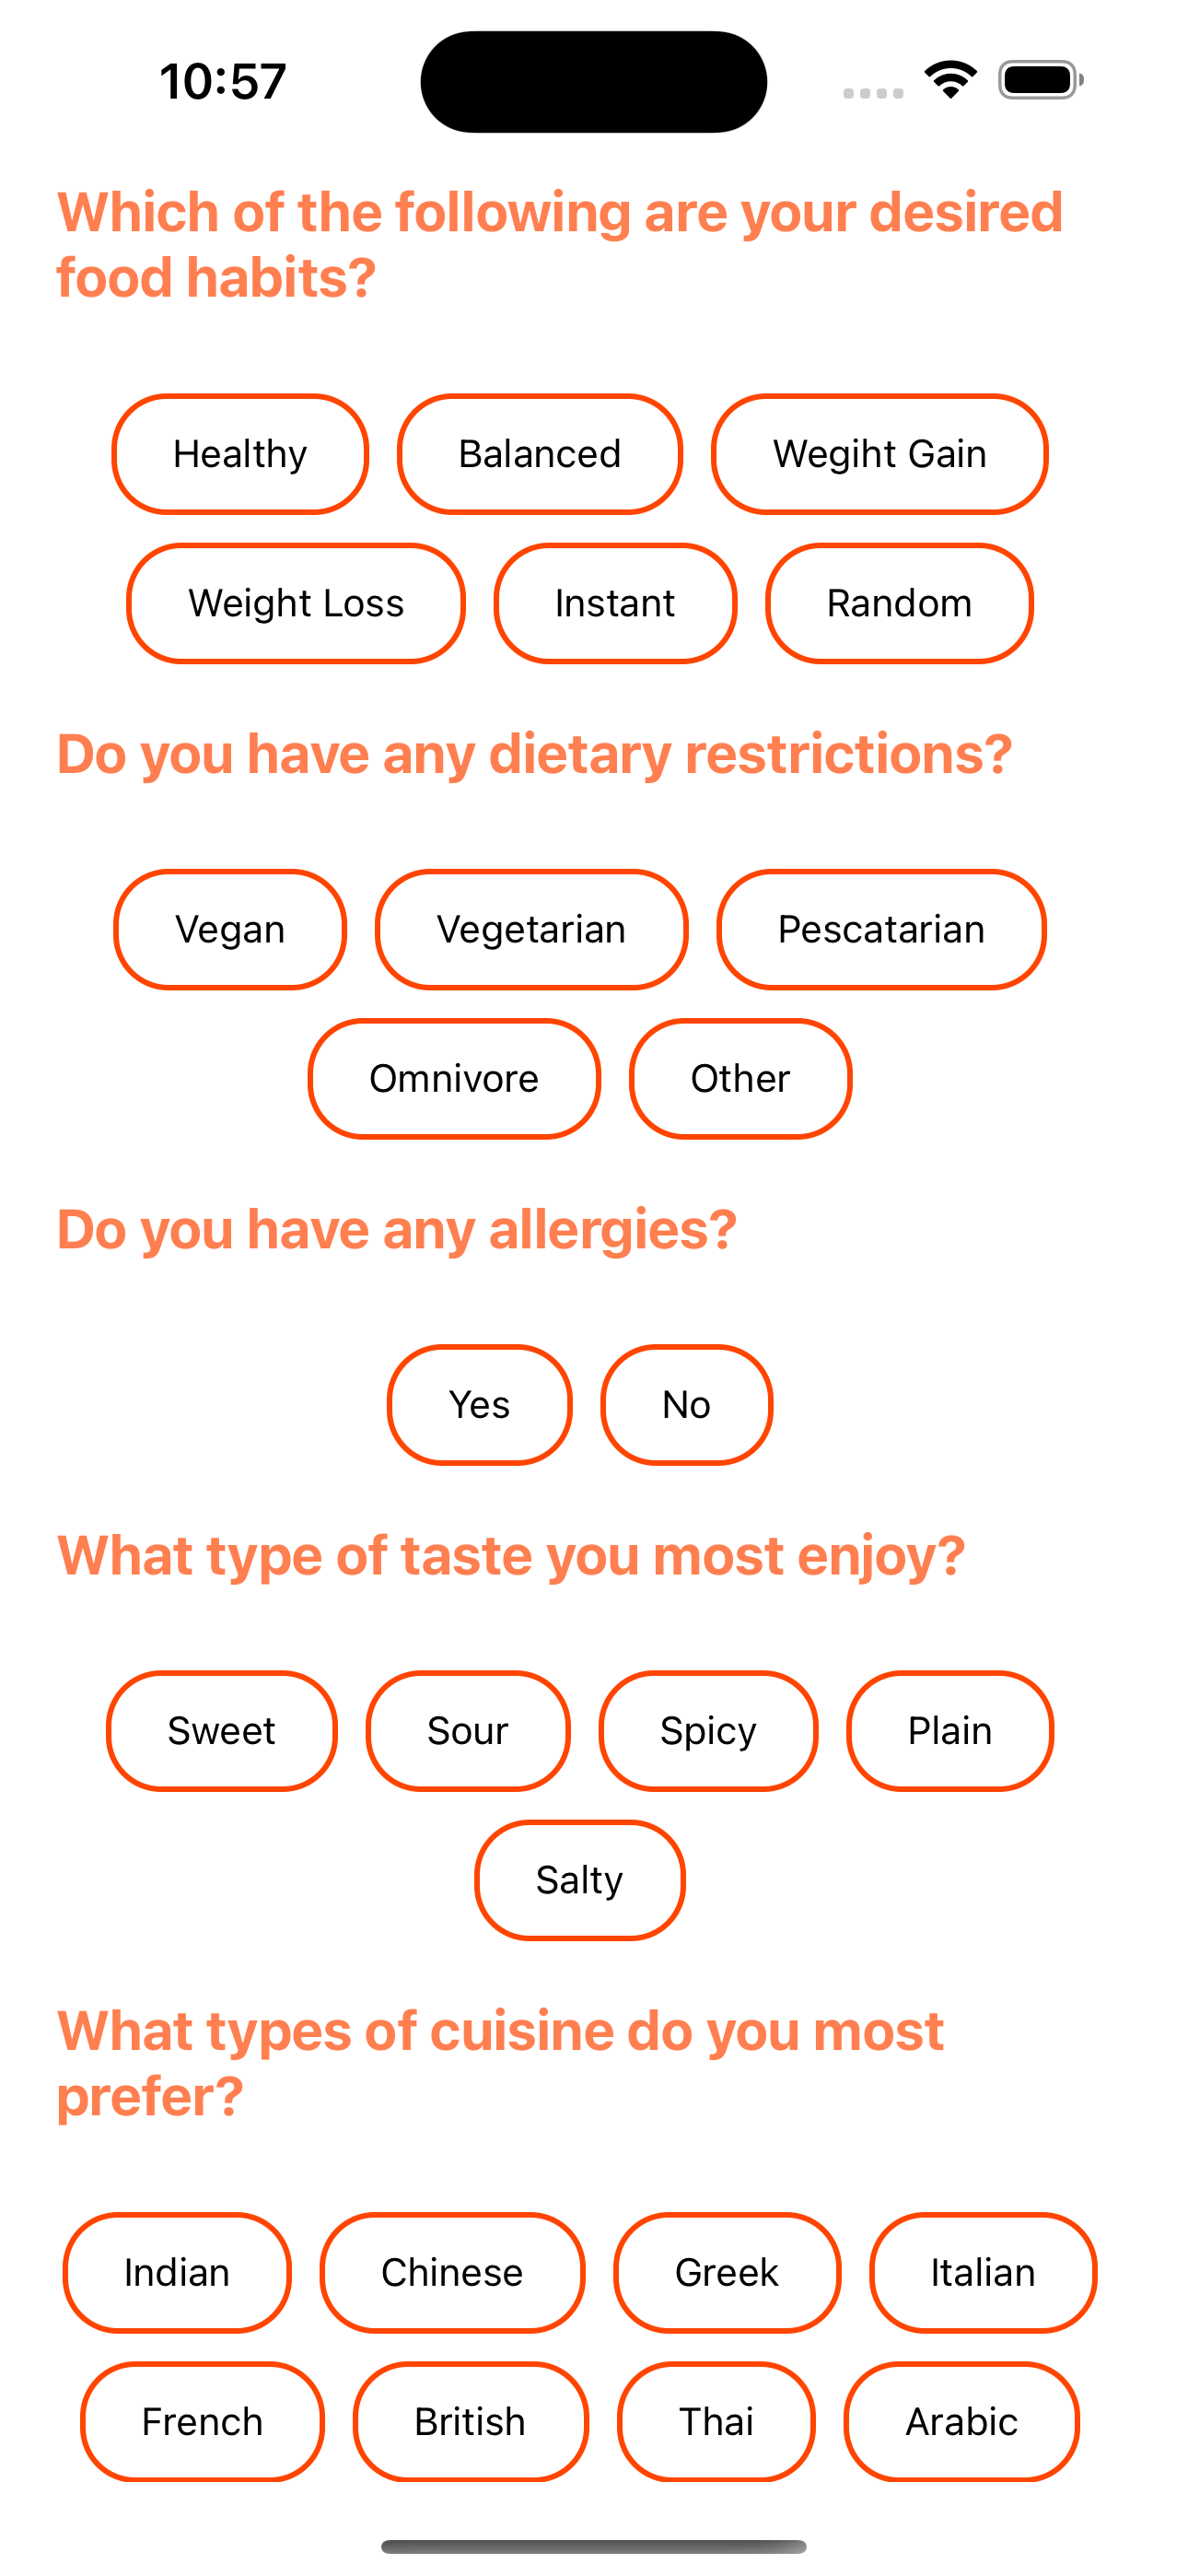 10:57
Which of the following are your desired
food habits?
Healthy Balanced Wegiht Gain
Weight Loss Instant Random
Do you have any dietary restrictions?
Vegan Vegetarian Pescatarian
Omnivore Other
Do you have any allergies?
Yes No
What type of taste you most enjoy?
Sweet Sour Spicy Plain
Salty
What types of cuisine do you most
prefer?
Indian Chinese Greek Italian
French British Thai Arabic